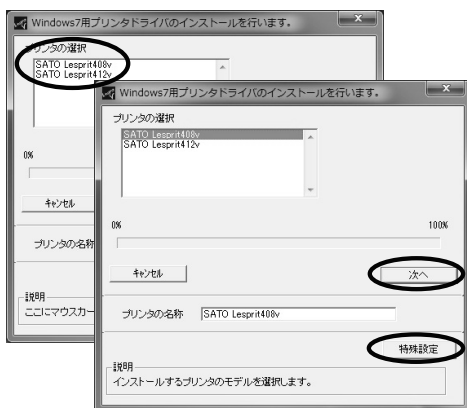 Windows7用プリンタドライバのインストールを行います。
プリンタの選択
SATO Lesprit408v
SATO Lesprit412v
0%
キャンセル
プリンタの名称
説明
ここにマウスカー
Windows7用プリンタドライバのインストールを行います。
プリンタの選択
SATO Lesprit408v
SATO Lesprit412v
0%
100%
キャンセル
次へ
プリンタの名称
SATO Lesprit408v
特殊設定
説明
インストールするプリンタのモデルを選択します。